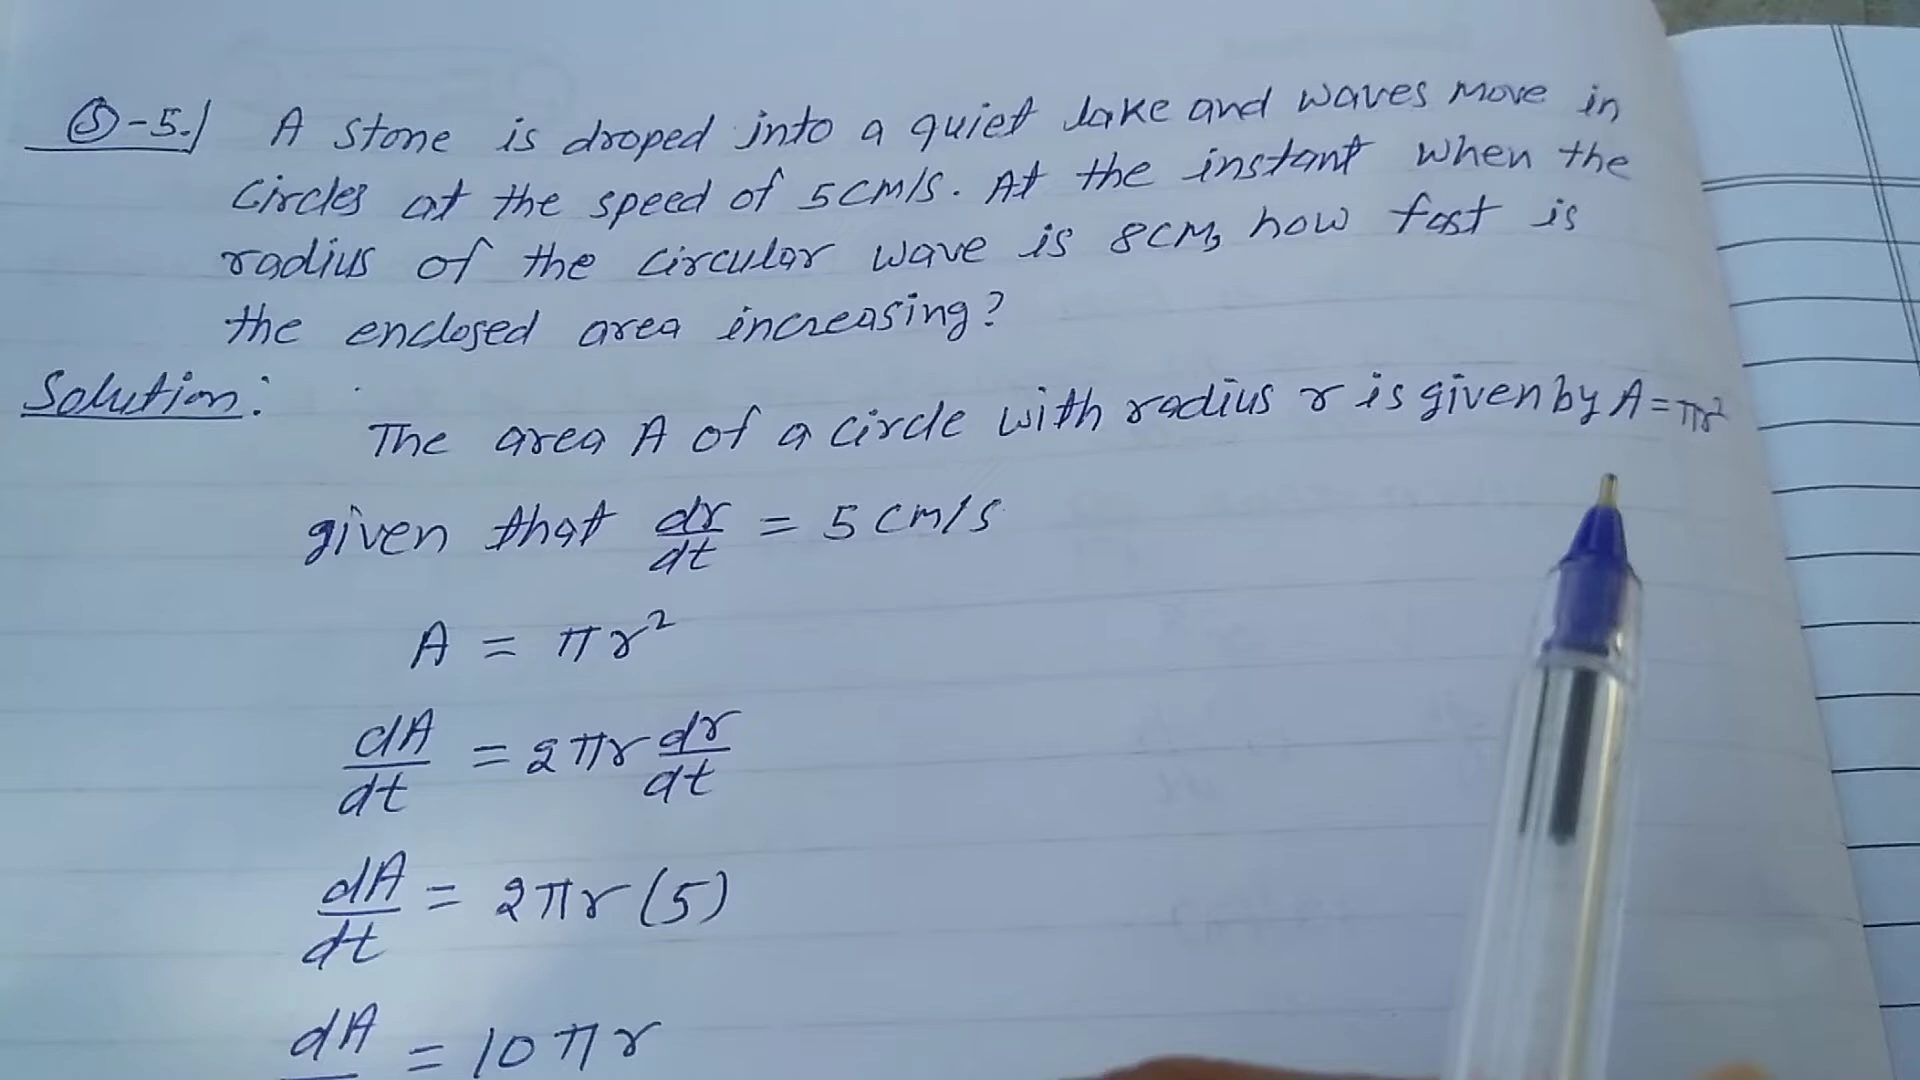 Q-5. A stone is droped into a quiet lake and waves move in
circles at the speed of 5cm/s. At the instant when the
radius of the circular wave is 8cm, how fast is
the enclosed area increasing?
Solution:
The area A of a circle with radius r is given by A = πr²
given that dr/dt = 5 cm/s
A = πr²
dA/dt = 2πr dr/dt
dA/dt = 2πr (5)
dA = 10πr